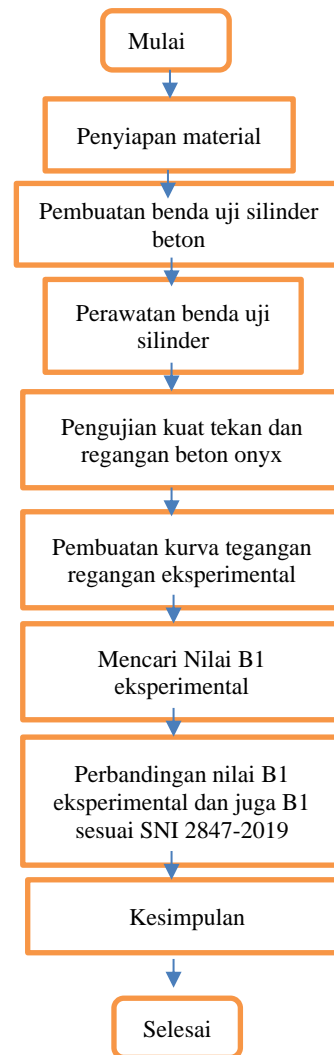 Mulai
Penyiapan material
Pembuatan benda uji silinder
beton
Perawatan benda uji
silinder
Pengujian kuat tekan dan
regangan beton onyx
Pembuatan kurva tegangan
regangan eksperimental
Mencari Nilai B1
eksperimental
Perbandingan nilai B1
eksperimental dan juga B1
sesuai SNI 2847-2019
Kesimpulan
Selesai